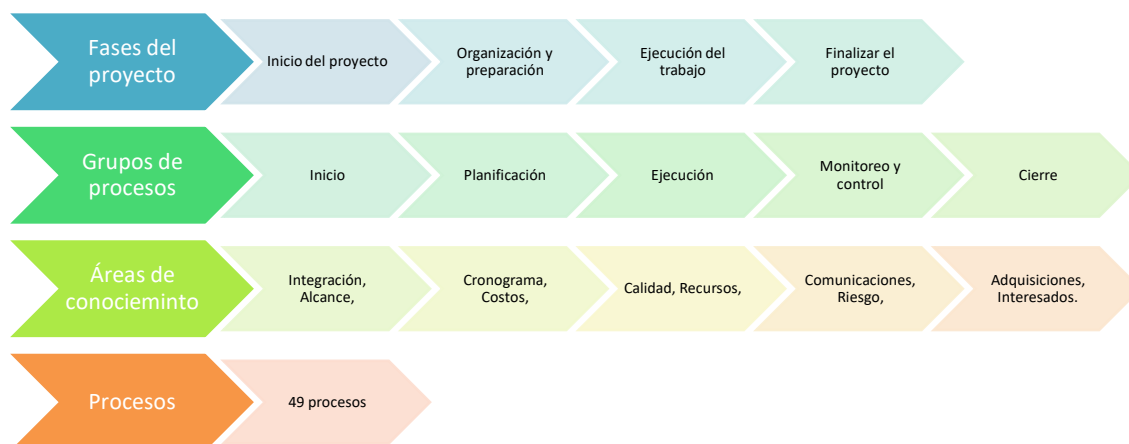 Fases del
proyecto
Inicio del proyecto
Organización y
preparación
Ejecución del
trabajo
Finalizar el
proyecto
Grupos de
procesos
Inicio
Planificación
Ejecución
Monitoreo y
control
Cierre
Áreas de
conocieminto
Integración,
Alcance,
Cronograma,
Costos,
Calidad, Recursos,
Comunicaciones,
Riesgo,
Adquisiciones,
Interesados.
Procesos
49 procesos